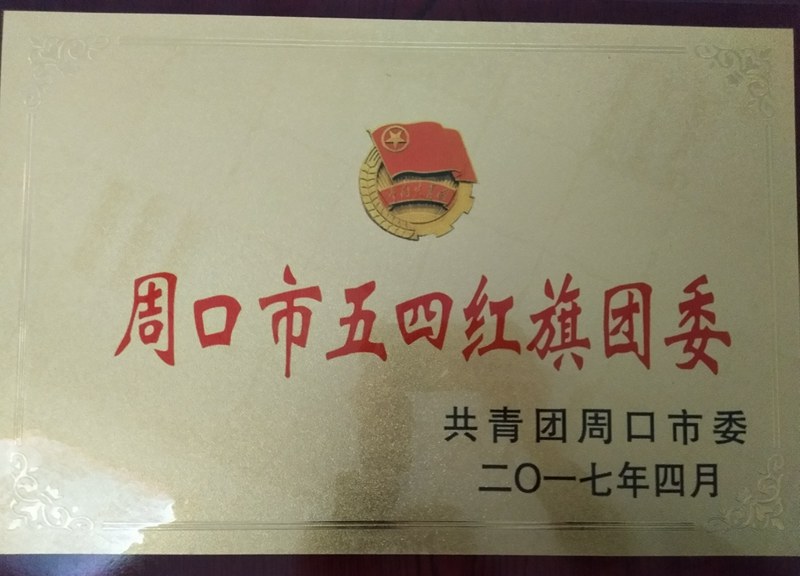 周口市五四红旗团委
共青团周口市委
二〇一七年四月